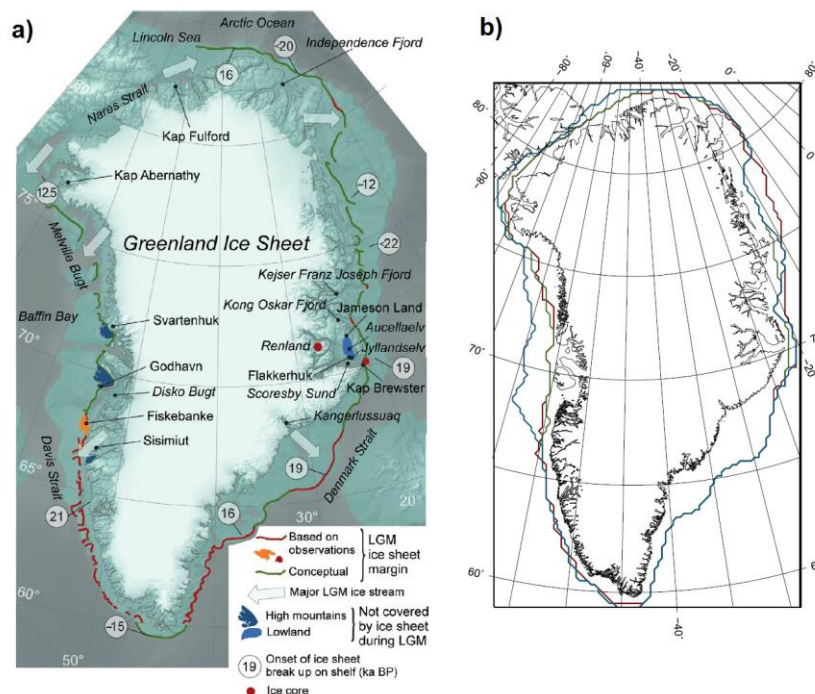 a)
Lincoln Sea
Arctic Ocean
<20
Independence Fjord
16
80°
Nares Strait
Kap Fulford
12.5
75°
Kap Abernathy
~12
Melville Bugt
Greenland Ice Sheet
<22
Kejser Franz Joseph Fjord
Kong Oskar Fjord
Jameson Land
Baffin Bay
Svartenhuk
Aucellaelv
70°
Renland
Jyllandselv
Godhavn
Flakkerhuk
19
Disko Bugt
Scoresby Sund
Kap Brewster
Fiskebanke
Kangerlussuaq
Sisimiut
Davis Strait
65°
19
Denmark Strait
20°
21
16
30°
60°
~15
50°
Based on
observations
LGM
ice sheet
margin
Conceptual
Major LGM ice stream
High mountains
Lowland
Not covered
by ice sheet
during LGM
19
Onset of ice sheet
break up on shelf (ka BP)
Ice core
b)
-80°
-60°
-40°
-20°
0°
80°
80°
-80°
0
70°
7
-20°
60°
6
-40°